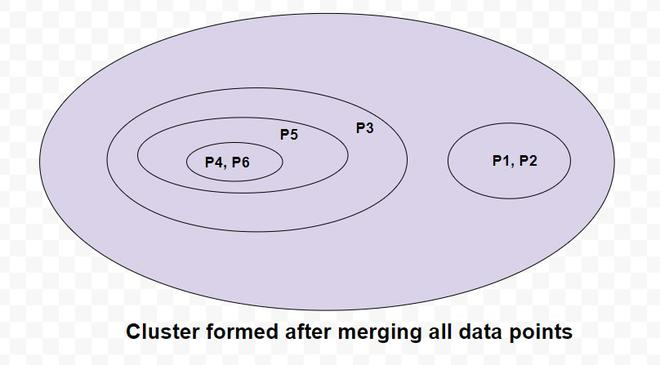 P3
P5
P4, P6
P1, P2
Cluster formed after merging all data points